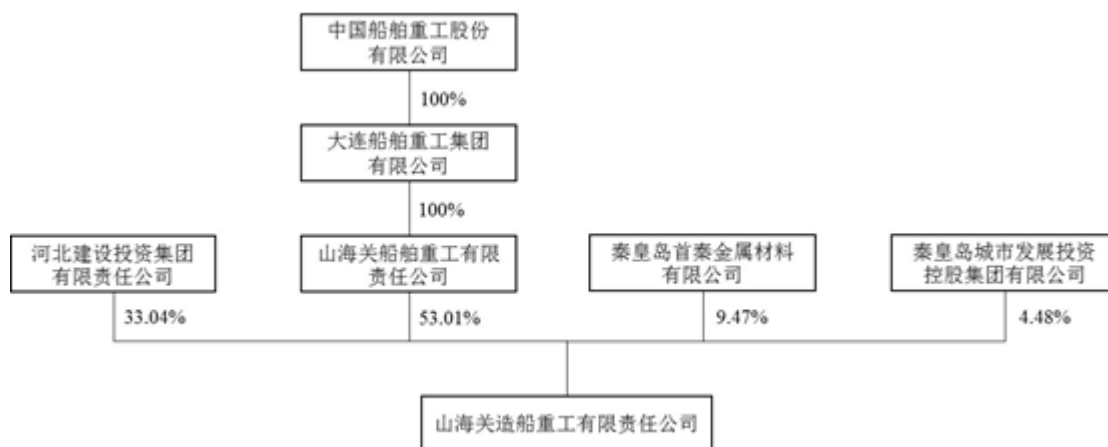 中国船舶重工股份
有限公司
100%
大连船舶重工集团
有限公司
100%
河北建设投资集团
有限责任公司
山海关船舶重工有限
责任公司
秦皇岛首秦金属材料
有限公司
秦皇岛城市发展投资
控股集团有限公司
33.04%
53.01%
9.47%
4.48%
山海关造船重工有限责任公司